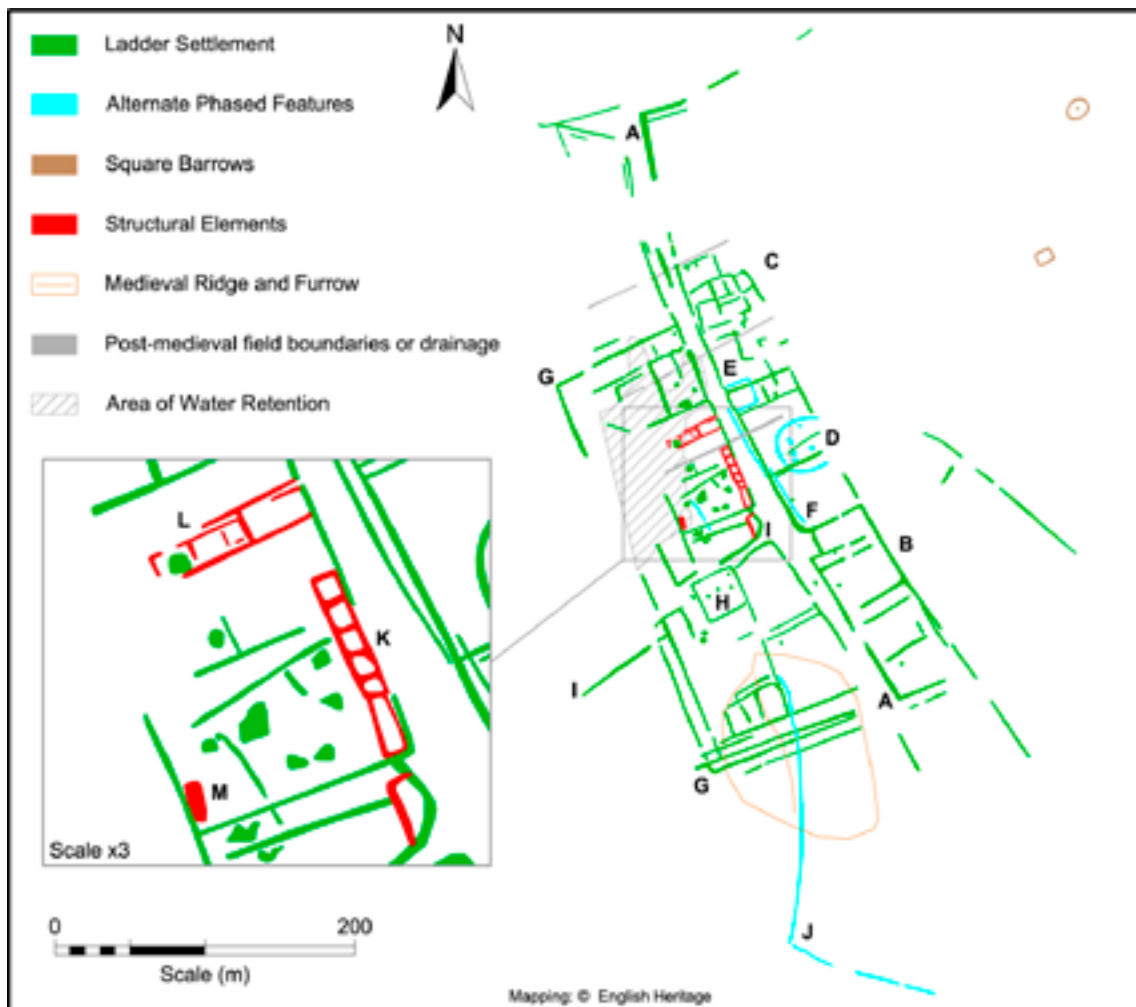 Ladder Settlement
Alternate Phased Features
Square Barrows
Structural Elements
Medieval Ridge and Furrow
Post-medieval field boundaries or drainage
Area of Water Retention
N
A
C
G
E
D
F
I
B
H
I
A
G
J
L
K
M
Scale x3
0 200
Scale (m)
Mapping: © English Heritage